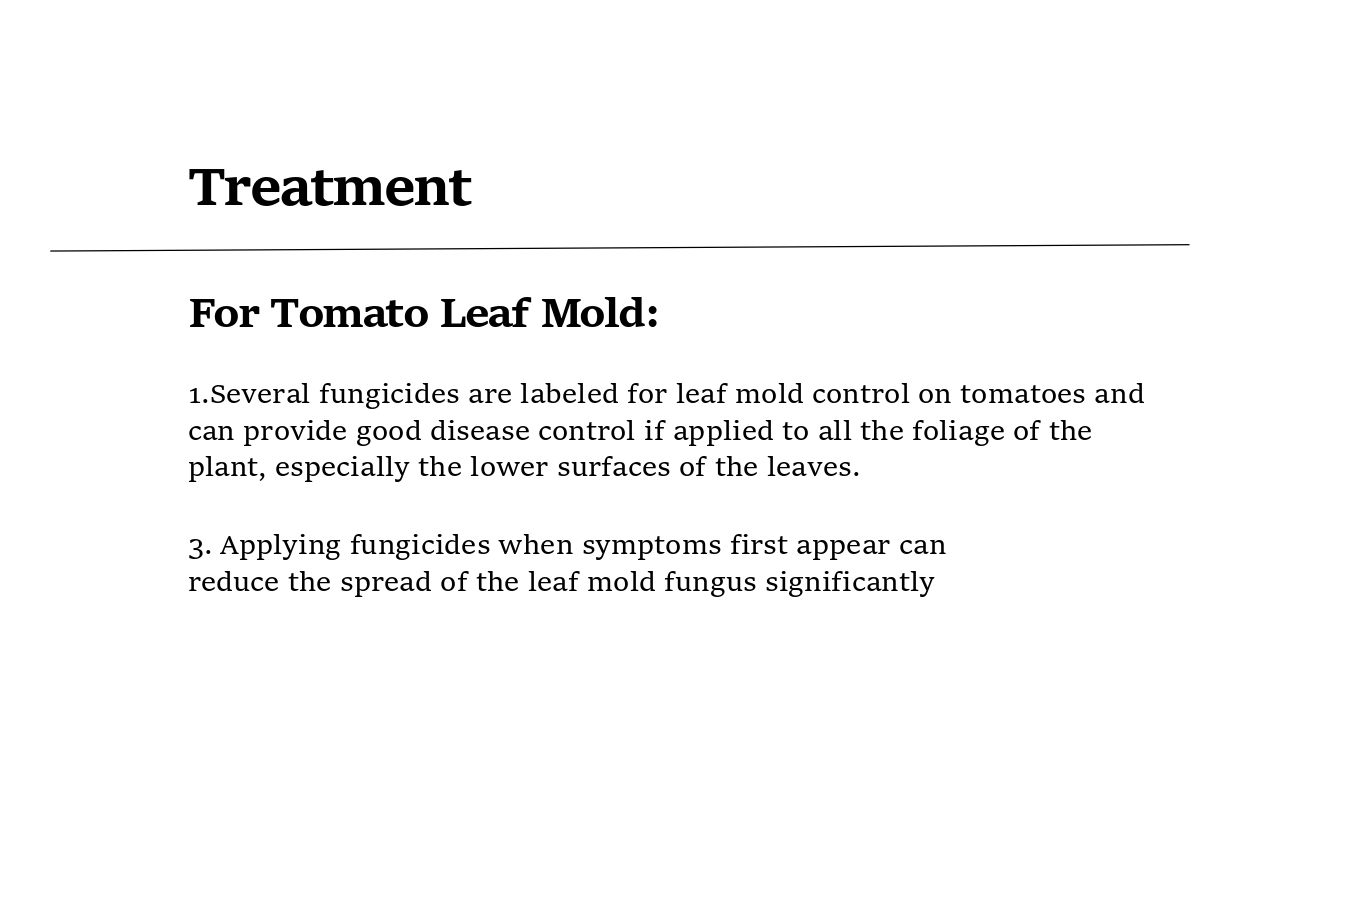 Treatment
For Tomato Leaf Mold:
1.Several fungicides are labeled for leaf mold control on tomatoes and
can provide good disease control if applied to all the foliage of the
plant, especially the lower surfaces of the leaves.
3. Applying fungicides when symptoms first appear can
reduce the spread of the leaf mold fungus significantly